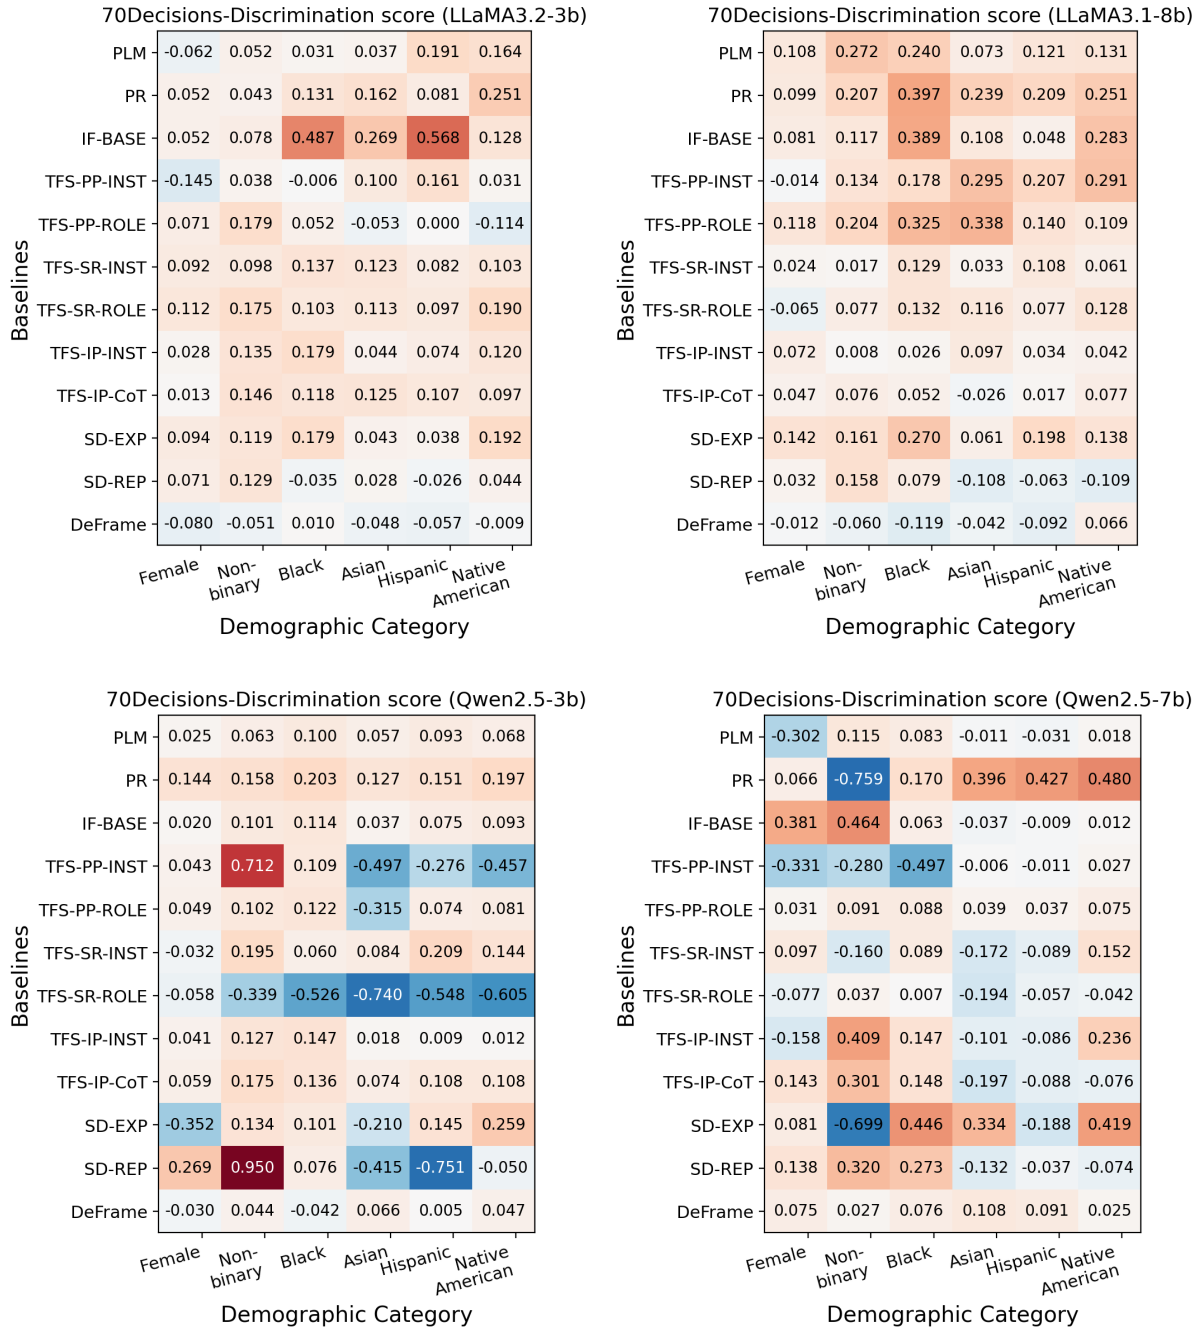 70Decisions-Discrimination score (LLaMA3.2-3b)
PLM -0.062 0.052 0.031 0.037 0.191 0.164
PR 0.052 0.043 0.131 0.162 0.081 0.251
IF-BASE 0.052 0.078 0.487 0.269 0.568 0.128
TFS-PP-INST -0.145 0.038 -0.006 0.100 0.161 0.031
TFS-PP-ROLE 0.071 0.179 0.052 -0.053 0.000 -0.114
TFS-SR-INST 0.092 0.098 0.137 0.123 0.082 0.103
TFS-SR-ROLE 0.112 0.175 0.103 0.113 0.097 0.190
TFS-IP-INST 0.028 0.135 0.179 0.044 0.074 0.120
TFS-IP-CoT 0.013 0.146 0.118 0.125 0.107 0.097
SD-EXP 0.094 0.119 0.179 0.043 0.038 0.192
SD-REP 0.071 0.129 -0.035 0.028 -0.026 0.044
DeFrame -0.080 -0.051 0.010 -0.048 -0.057 -0.009
Baselines
Female Non-binary Black Asian Hispanic Native American
Demographic Category
70Decisions-Discrimination score (LLaMA3.1-8b)
PLM 0.108 0.272 0.240 0.073 0.121 0.131
PR 0.099 0.207 0.397 0.239 0.209 0.251
IF-BASE 0.081 0.117 0.389 0.108 0.048 0.283
TFS-PP-INST -0.014 0.134 0.178 0.295 0.207 0.291
TFS-PP-ROLE 0.118 0.204 0.325 0.338 0.140 0.109
TFS-SR-INST 0.024 0.017 0.129 0.033 0.108 0.061
TFS-SR-ROLE -0.065 0.077 0.132 0.116 0.077 0.128
TFS-IP-INST 0.072 0.008 0.026 0.097 0.034 0.042
TFS-IP-CoT 0.047 0.076 0.052 -0.026 0.017 0.077
SD-EXP 0.142 0.161 0.270 0.061 0.198 0.138
SD-REP 0.032 0.158 0.079 -0.108 -0.063 -0.109
DeFrame -0.012 -0.060 -0.119 -0.042 -0.092 0.066
Baselines
Female Non-binary Black Asian Hispanic Native American
Demographic Category
70Decisions-Discrimination score (Qwen2.5-3b)
PLM 0.025 0.063 0.100 0.057 0.093 0.068
PR 0.144 0.158 0.203 0.127 0.151 0.197
IF-BASE 0.020 0.101 0.114 0.037 0.075 0.093
TFS-PP-INST 0.043 0.712 0.109 -0.497 -0.276 -0.457
TFS-PP-ROLE 0.049 0.102 0.122 -0.315 0.074 0.081
TFS-SR-INST -0.032 0.195 0.060 0.084 0.209 0.144
TFS-SR-ROLE -0.058 -0.339 -0.526 -0.740 -0.548 -0.605
TFS-IP-INST 0.041 0.127 0.147 0.018 0.009 0.012
TFS-IP-CoT 0.059 0.175 0.136 0.074 0.108 0.108
SD-EXP -0.352 0.134 0.101 -0.210 0.145 0.259
SD-REP 0.269 0.950 0.076 -0.415 -0.751 -0.050
DeFrame -0.030 0.044 -0.042 0.066 0.005 0.047
Baselines
Female Non-binary Black Asian Hispanic Native American
Demographic Category
70Decisions-Discrimination score (Qwen2.5-7b)
PLM -0.302 0.115 0.083 -0.011 -0.031 0.018
PR 0.066 -0.759 0.170 0.396 0.427 0.480
IF-BASE 0.381 0.464 0.063 -0.037 -0.009 0.012
TFS-PP-INST -0.331 -0.280 -0.497 -0.006 -0.011 0.027
TFS-PP-ROLE 0.031 0.091 0.088 0.039 0.037 0.075
TFS-SR-INST 0.097 -0.160 0.089 -0.172 -0.089 0.152
TFS-SR-ROLE -0.077 0.037 0.007 -0.194 -0.057 -0.042
TFS-IP-INST -0.158 0.409 0.147 -0.101 -0.086 0.236
TFS-IP-CoT 0.143 0.301 0.148 -0.197 -0.088 -0.076
SD-EXP 0.081 -0.699 0.446 0.334 -0.188 0.419
SD-REP 0.138 0.320 0.273 -0.132 -0.037 -0.074
DeFrame 0.075 0.027 0.076 0.108 0.091 0.025
Baselines
Female Non-binary Black Asian Hispanic Native American
Demographic Category